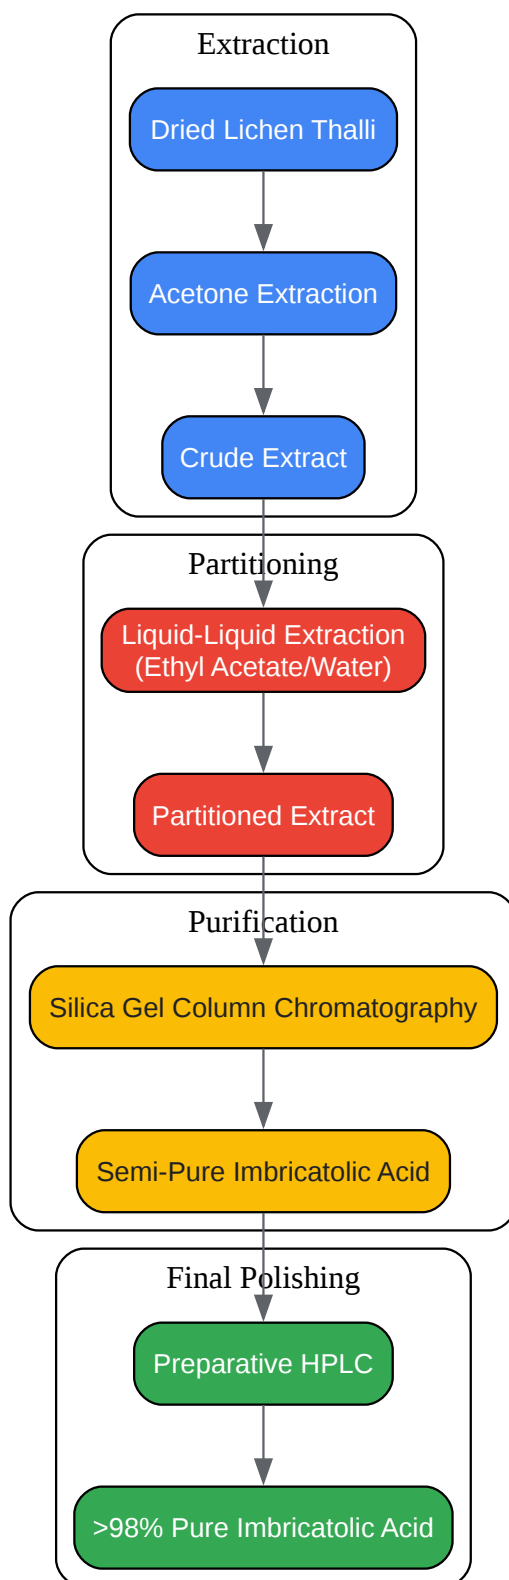 Extraction
Dried Lichen Thalli
Acetone Extraction
Crude Extract
Partitioning
Liquid-Liquid Extraction
(Ethyl Acetate/Water)
Partitioned Extract
Purification
Silica Gel Column Chromatography
Semi-Pure Imbricatolic Acid
Final Polishing
Preparative HPLC
>98% Pure Imbricatolic Acid